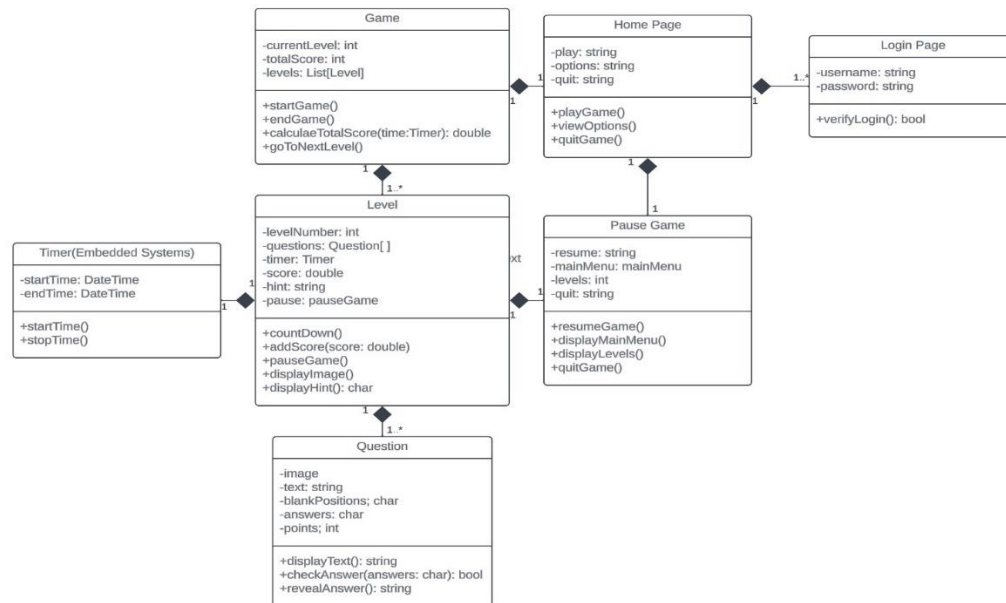 Game
-currentLevel: int
-totalScore: int
-levels: List[Level]
+startGame()
+endGame()
+calculaeTotalScore(time:Timer): double
+goToNextLevel()
1
1
Home Page
-play: string
-options: string
-quit: string
+playGame()
+viewOptions()
+quitGame()
1
1..*
Login Page
-username: string
-password: string
+verifyLogin(): bool
1
1..*
1
1
Level
-levelNumber: int
-questions: Question[ ]
-timer: Timer
-score: double
-hint: string
-pause: pauseGame
+countDown()
+addScore(score: double)
+pauseGame()
+displayImage()
+displayHint(): char
Timer(Embedded Systems)
-startTime: DateTime
-endTime: DateTime
+startTime()
+stopTime()
1
1
ext
1
1
Pause Game
-resume: string
-mainMenu: mainMenu
-levels: int
-quit: string
+resumeGame()
+displayMainMenu()
+displayLevels()
+quitGame()
1
1..*
Question
-image
-text: string
-blankPositions; char
-answers: char
-points; int
+displayText(): string
+checkAnswer(answers: char): bool
+revealAnswer(): string